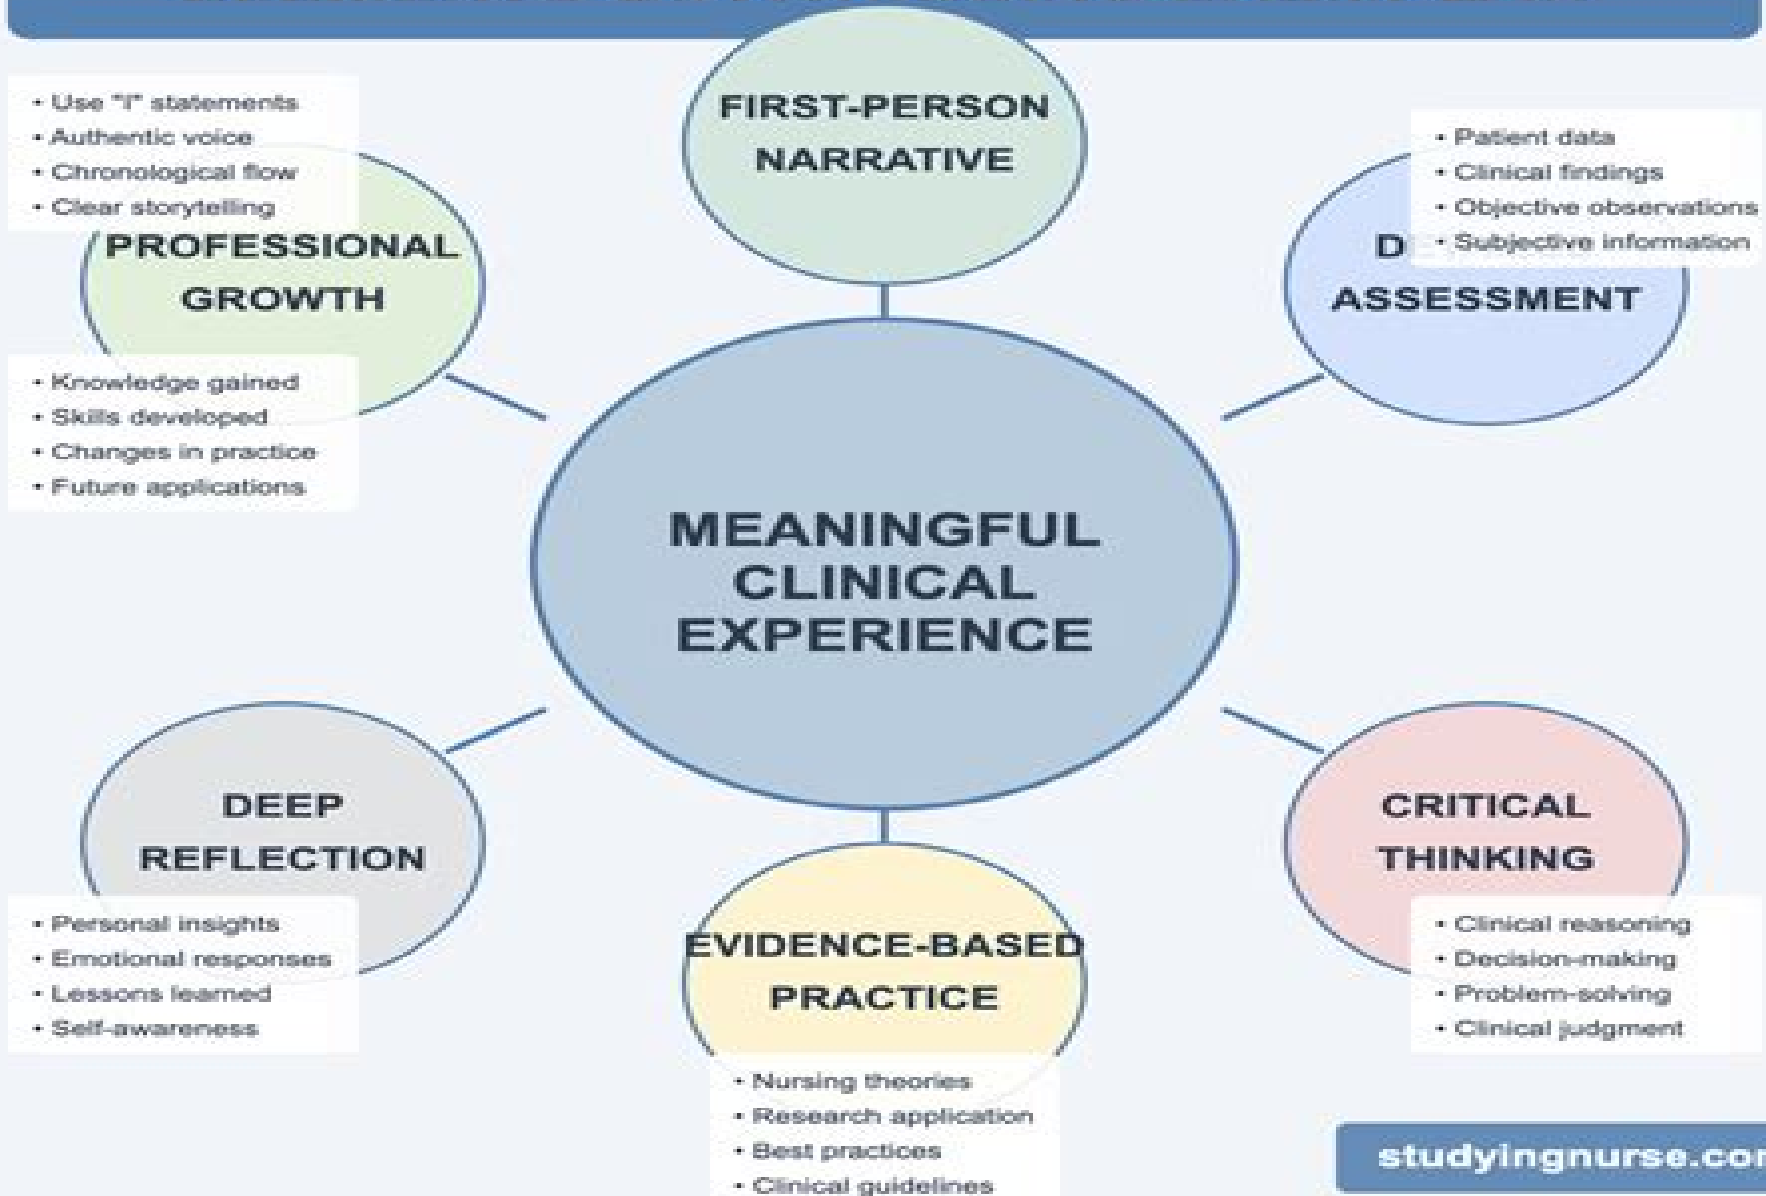 • Use "I" statements
• Authentic voice
• Chronological flow
• Clear storytelling
FIRST-PERSON
NARRATIVE
• Patient data
• Clinical findings
• Objective observations
• Subjective information
PROFESSIONAL
GROWTH
D
ASSESSMENT
• Knowledge gained
• Skills developed
• Changes in practice
• Future applications
MEANINGFUL
CLINICAL
EXPERIENCE
DEEP
REFLECTION
• Personal insights
• Emotional responses
• Lessons learned
• Self-awareness
CRITICAL
THINKING
• Clinical reasoning
• Decision-making
• Problem-solving
• Clinical judgment
EVIDENCE-BASED
PRACTICE
• Nursing theories
• Research application
• Best practices
• Clinical guidelines
studyingnurse.com